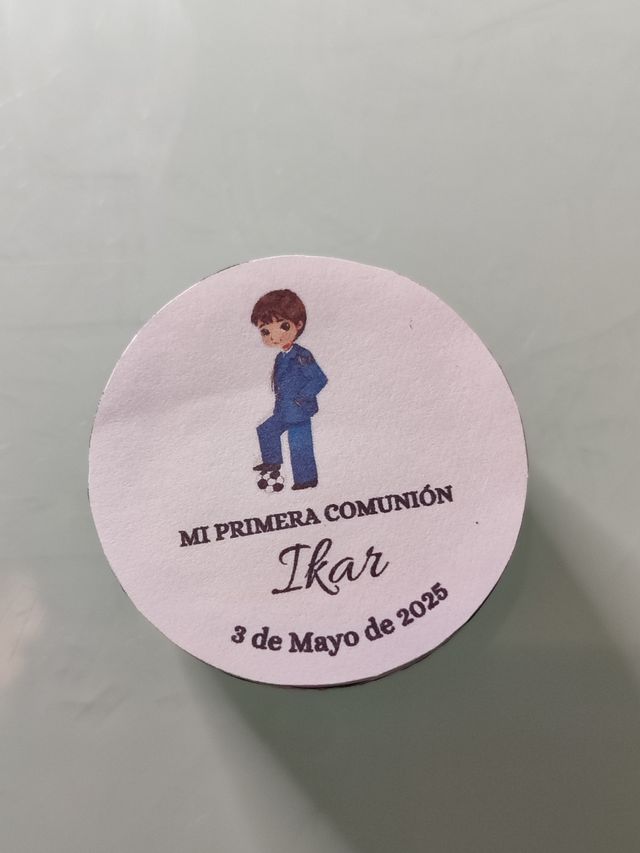 MI PRIMERA COMUNIÓN
Ikar
3 de Mayo de 2025